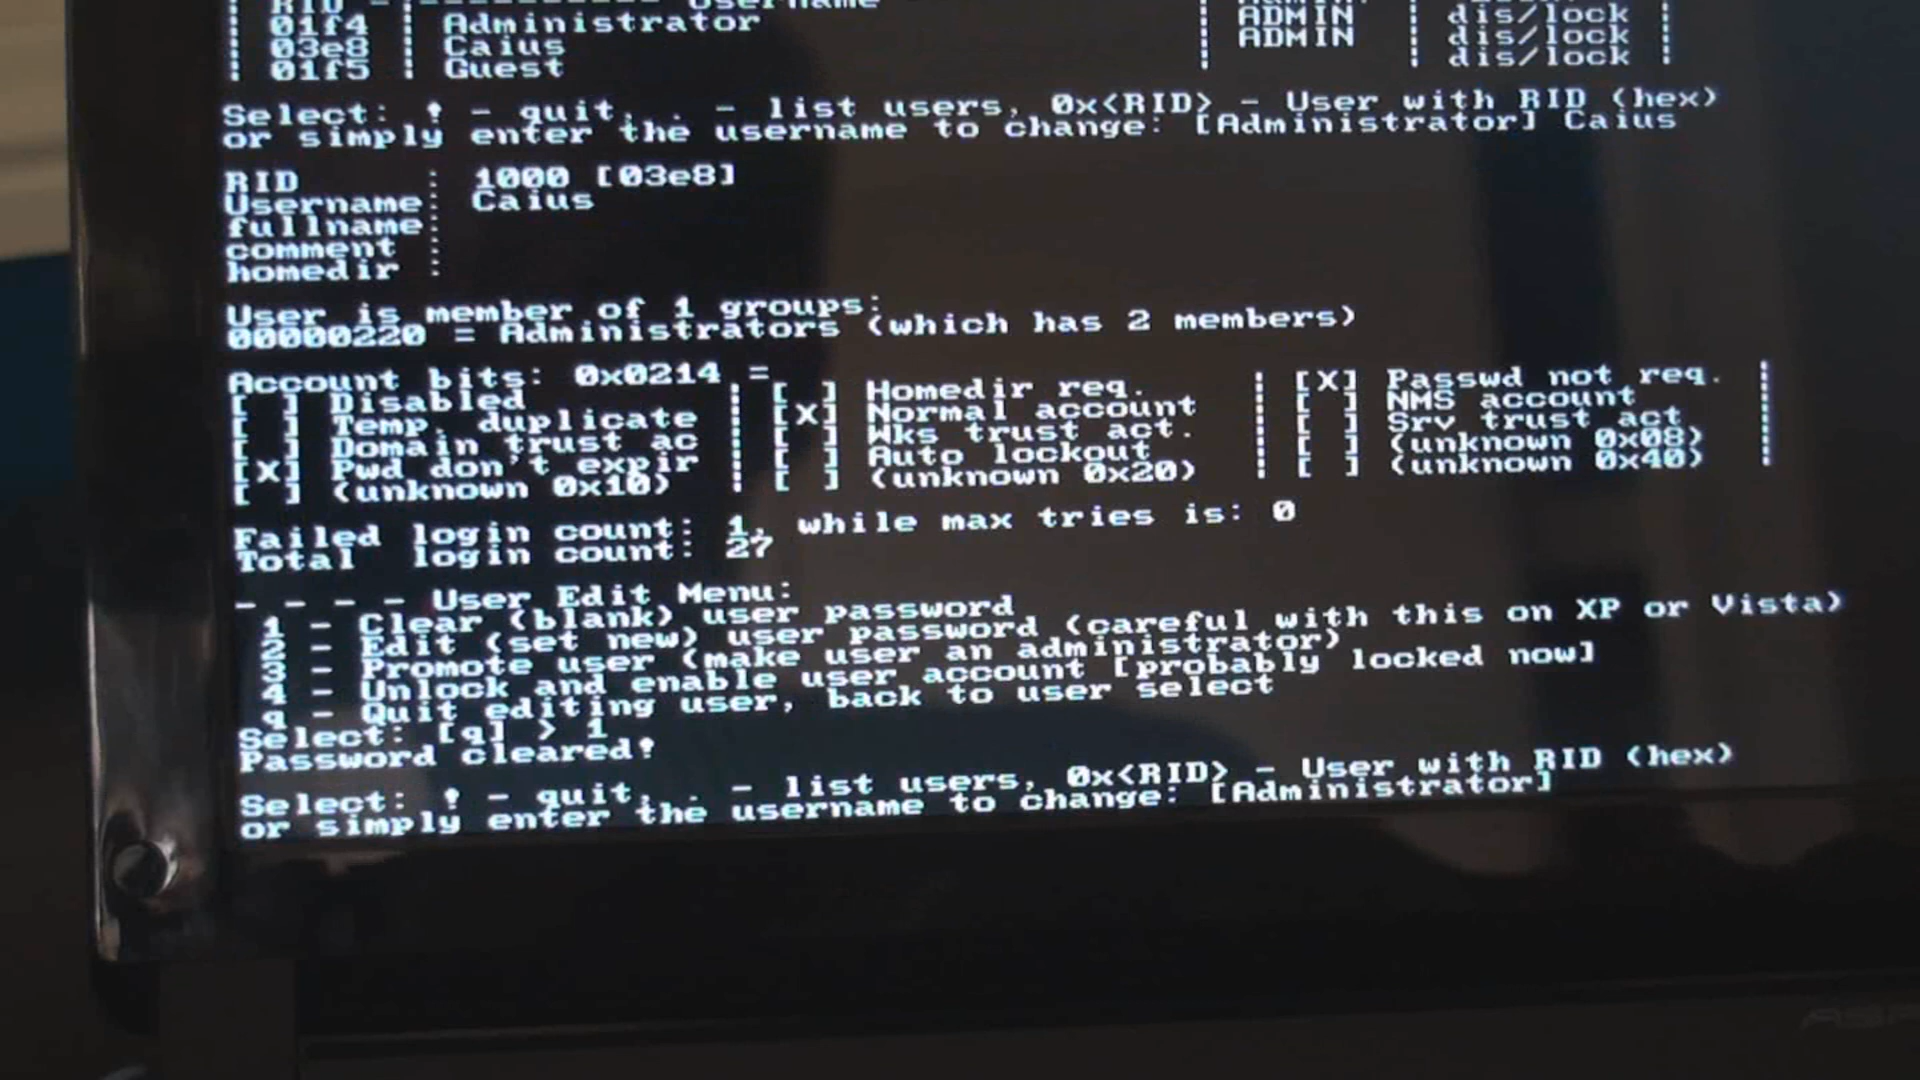 | RID -|---------- Username
| 01f4 | Administrator | ADMIN | dis/lock |
| 03e8 | Caius | ADMIN | dis/lock |
| 01f5 | Guest | | dis/lock |
Select: ! - quit, . - list users, 0x<RID> - User with RID (hex)
or simply enter the username to change: [Administrator] Caius
RID : 1000 [03e8]
Username: Caius
fullname:
comment :
homedir :
User is member of 1 groups:
00000220 = Administrators (which has 2 members)
Account bits: 0x0214 =
[ ] Disabled | [ ] Homedir req. | [X] Passwd not req. |
[ ] Temp. duplicate | [X] Normal account | [ ] NMS account |
[ ] Domain trust ac | [ ] Wks trust act. | [ ] Srv trust act |
[X] Pwd don't expir | [ ] Auto lockout | [ ] (unknown 0x08) |
[ ] (unknown 0x10) | [ ] (unknown 0x20) | [ ] (unknown 0x40) |
Failed login count: 1, while max tries is: 0
Total login count: 27
- - - - User Edit Menu:
1 - Clear (blank) user password
2 - Edit (set new) user password (careful with this on XP or Vista)
3 - Promote user (make user an administrator)
4 - Unlock and enable user account [probably locked now]
q - Quit editing user, back to user select
Select: [q] > 1
Password cleared!
Select: ! - quit, . - list users, 0x<RID> - User with RID (hex)
or simply enter the username to change: [Administrator]